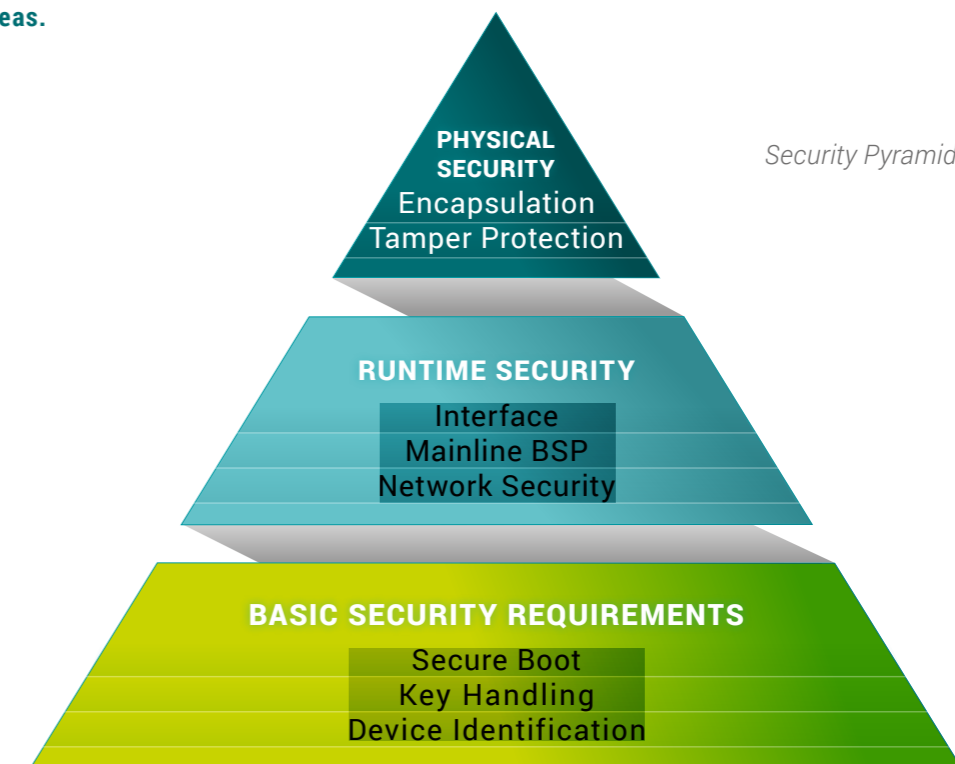 eas.
PHYSICAL
SECURITY
Encapsulation
Tamper Protection
Security Pyramid
RUNTIME SECURITY
Interface
Mainline BSP
Network Security
BASIC SECURITY REQUIREMENTS
Secure Boot
Key Handling
Device Identification